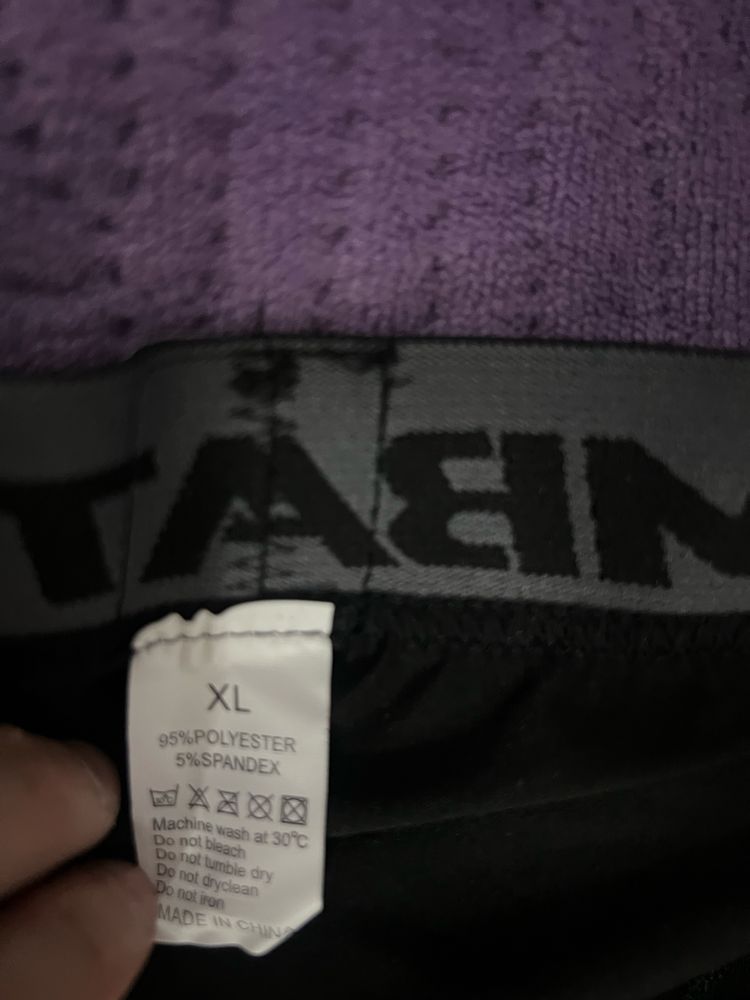 XL
95%POLYESTER
5%SPANDEX
Machine wash at 30°C
Do not bleach
Do not tumble dry
Do not dryclean
Do not iron
MADE IN CHINA